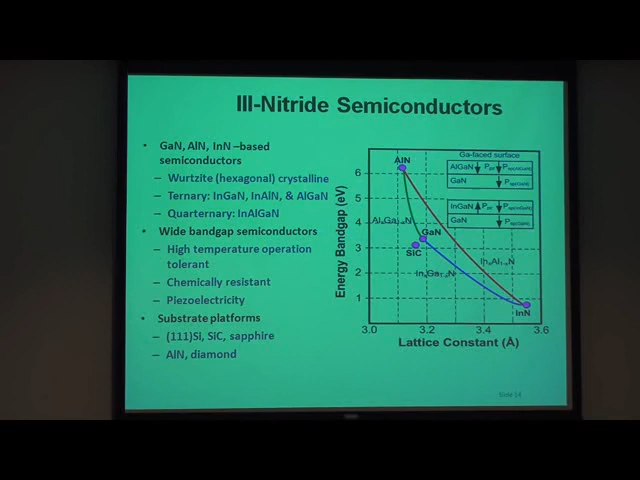 III-Nitride Semiconductors
• GaN, AlN, InN –based
semiconductors
– Wurtzite (hexagonal) crystalline
– Ternary: InGaN, InAlN, & AlGaN
– Quarternary: InAlGaN
• Wide bandgap semiconductors
– High temperature operation
tolerant
– Chemically resistant
– Piezoelectricity
• Substrate platforms
– (111)Si, SiC, sapphire
– AlN, diamond
Energy Bandgap (eV)
6
5
4
3
2
1
3.0 3.2 3.4 3.6
Lattice Constant (Å)
AlN
GaN
SiC
InN
Ga-faced surface
AlGaN
GaN
InGaN
GaN
Slide 14